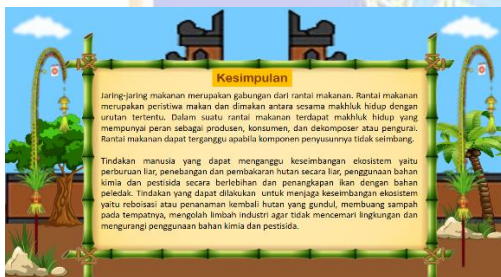 Kesimpulan
Jaring-jaring makanan merupakan gabungan dari rantai makanan. Rantai makanan
merupakan peristiwa makan dan dimakan antara sesama makhluk hidup dengan
urutan tertentu. Dalam suatu rantai makanan terdapat makhluk hidup yang
mempunyai peran sebagai produsen, konsumen, dan dekomposer atau pengurai.
Rantai makanan dapat terganggu apabila komponen penyusunnya tidak seimbang.
Tindakan manusia yang dapat menganggu keseimbangan ekosistem yaitu
perburuan liar, penebangan dan pembakaran hutan secara liar, penggunaan bahan
kimia dan pestisida secara berlebihan dan penangkapan ikan dengan bahan
peledak. Tindakan yang dapat dilakukan untuk menjaga keseimbangan ekosistem
yaitu reboisasi atau penanaman kembali hutan yang gundul, membuang sampah
pada tempatnya, mengolah limbah industri agar tidak mencemari lingkungan dan
mengurangi penggunaan bahan kimia dan pestisida.